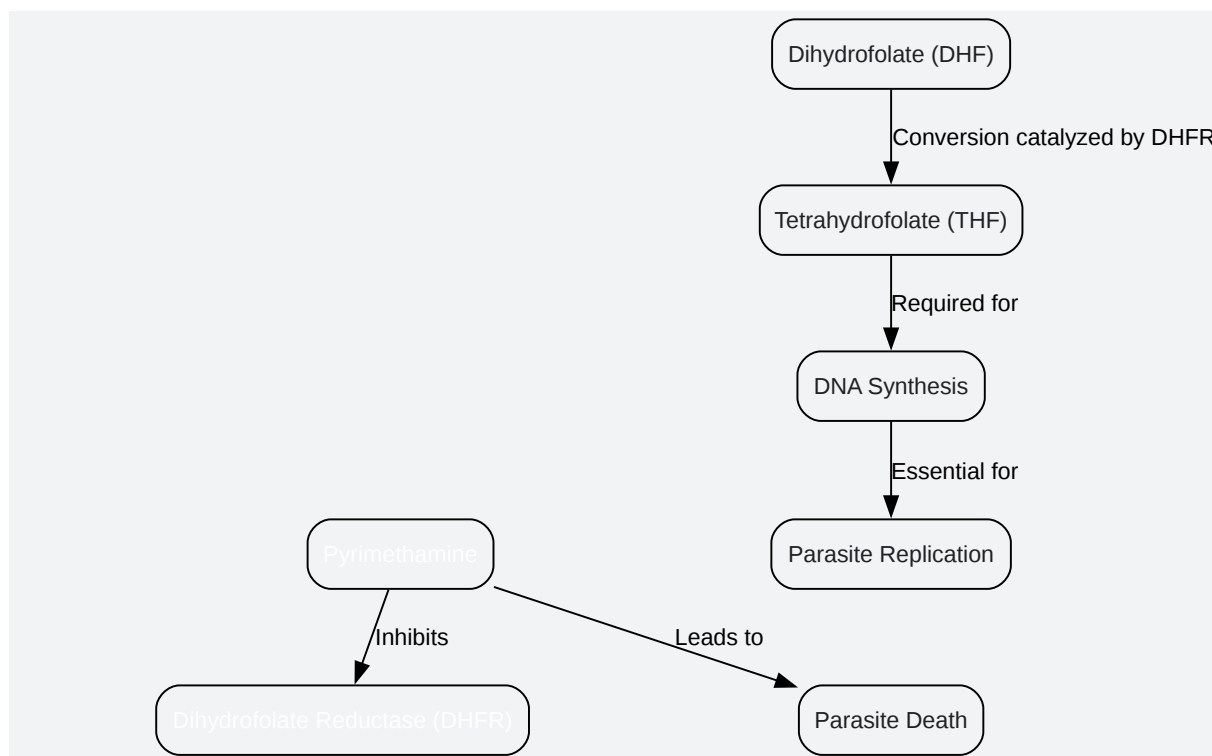 Dihydrofolate (DHF)
Conversion catalyzed by DHFR
Tetrahydrofolate (THF)
Required for
DNA Synthesis
Essential for
Pyrimethamine
Parasite Replication
Inhibits
Leads to
Dihydrofolate Reductase (DHFR)
Parasite Death